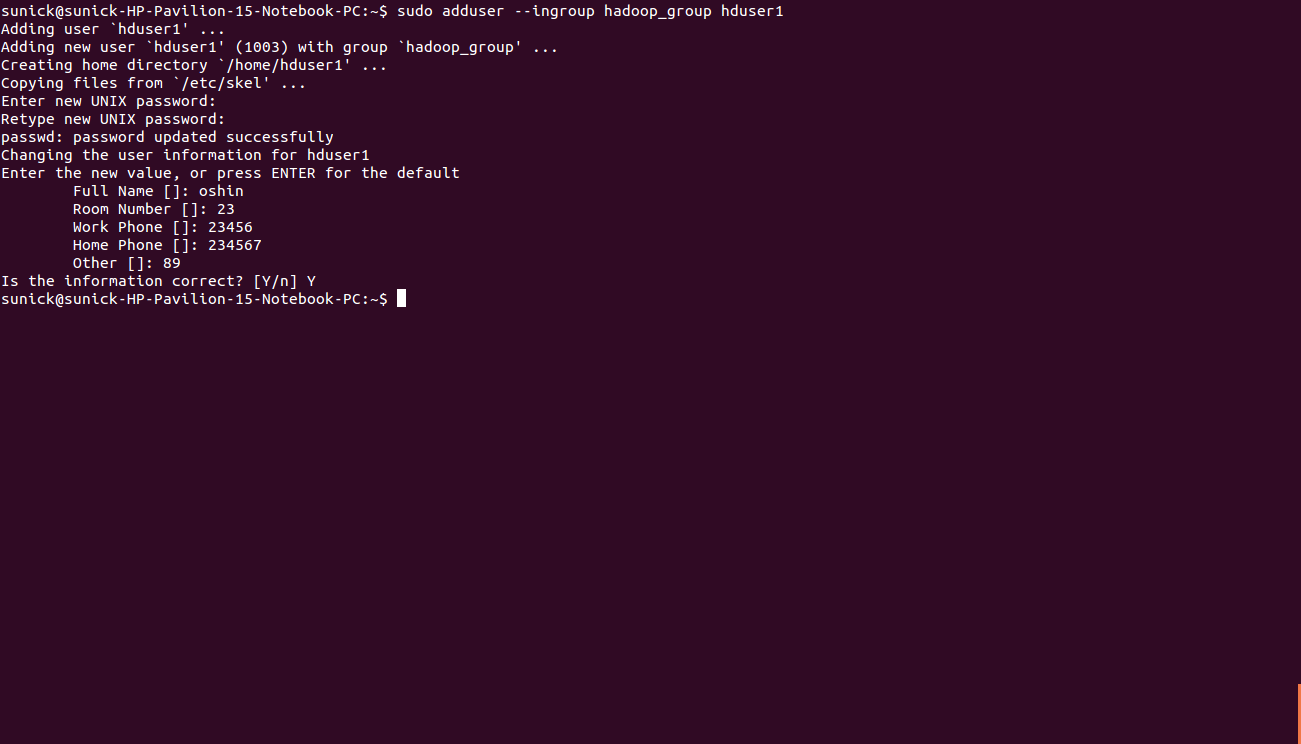 sunick@sunick-HP-Pavilion-15-Notebook-PC:~$ sudo adduser --ingroup hadoop_group hduser1
Adding user `hduser1' ...
Adding new user `hduser1' (1003) with group `hadoop_group' ...
Creating home directory `/home/hduser1' ...
Copying files from `/etc/skel' ...
Enter new UNIX password:
Retype new UNIX password:
passwd: password updated successfully
Changing the user information for hduser1
Enter the new value, or press ENTER for the default
        Full Name []: oshin
        Room Number []: 23
        Work Phone []: 23456
        Home Phone []: 234567
        Other []: 89
Is the information correct? [Y/n] Y
sunick@sunick-HP-Pavilion-15-Notebook-PC:~$